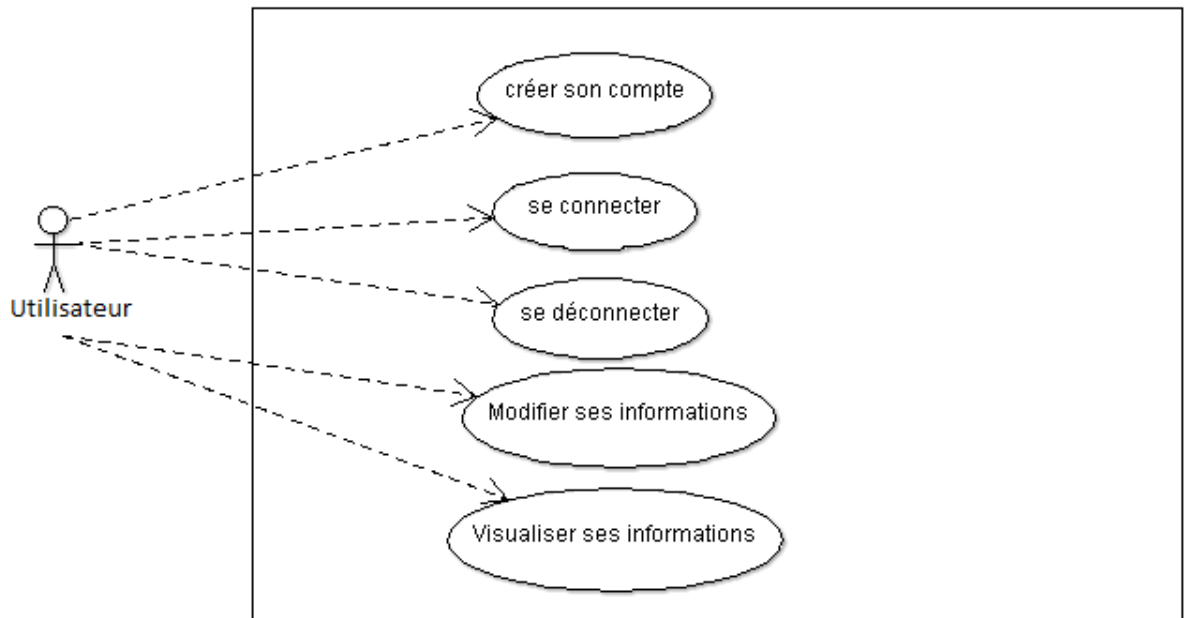 créer son compte
se connecter
Utilisateur
se déconnecter
Modifier ses informations
Visualiser ses informations